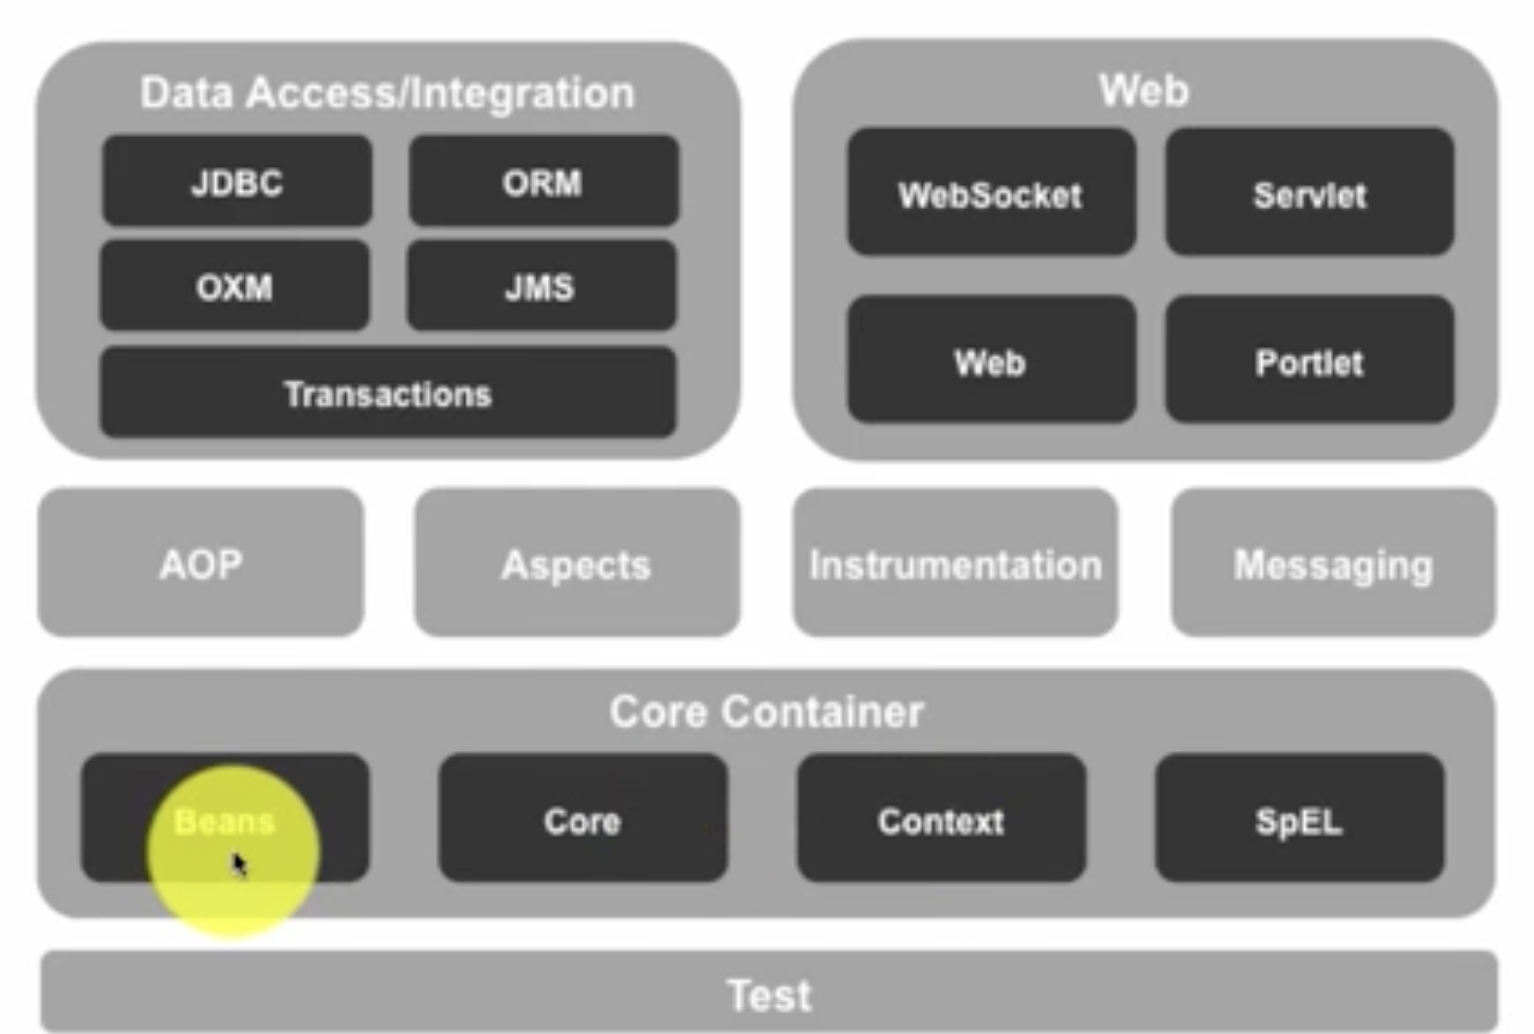 Data Access/Integration
JDBC
ORM
OXM
JMS
Transactions
Web
WebSocket
Servlet
Web
Portlet
AOP
Aspects
Instrumentation
Messaging
Core Container
Beans
Core
Context
SpEL
Test